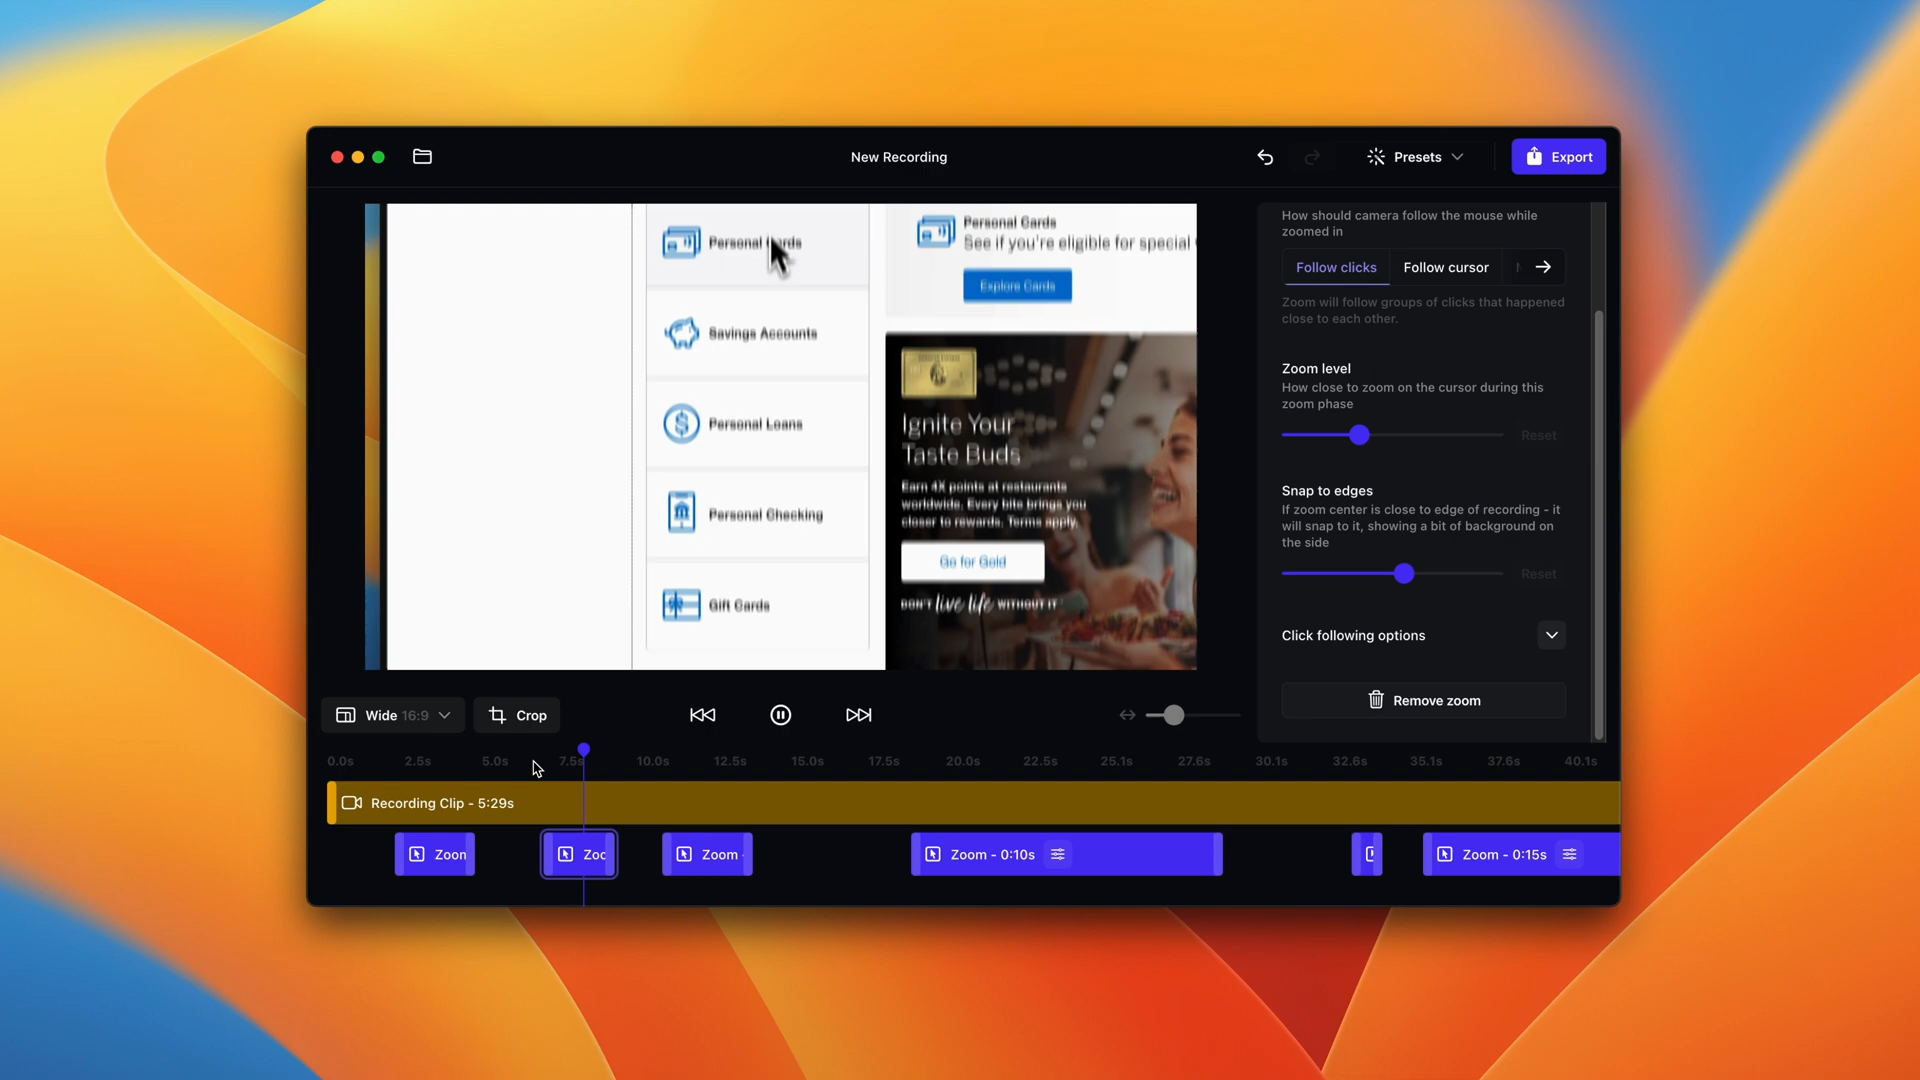 New Recording
Presets
Export
Personal Cards
Savings Accounts
Personal Loans
Personal Checking
Gift Cards
Personal Cards
See if you're eligible for special
Explore Cards
Ignite Your
Taste Buds
Earn 4X points at restaurants
worldwide. Every bite brings you
closer to rewards. Terms apply.
Go for Gold
DON'T live life WITHOUT IT
How should camera follow the mouse while
zoomed in
Follow clicks
Follow cursor
Zoom will follow groups of clicks that happened
close to each other.
Zoom level
How close to zoom on the cursor during this
zoom phase
Reset
Snap to edges
If zoom center is close to edge of recording - it
will snap to it, showing a bit of background on
the side
Reset
Click following options
Remove zoom
Wide 16:9
Crop
0.0s 2.5s 5.0s 7.5s 10.0s 12.5s 15.0s 17.5s 20.0s 22.5s 25.1s 27.6s 30.1s 32.6s 35.1s 37.6s 40.1s
Recording Clip - 5:29s
Zoom
Zoo
Zoom -
Zoom - 0:10s
Zoom - 0:15s